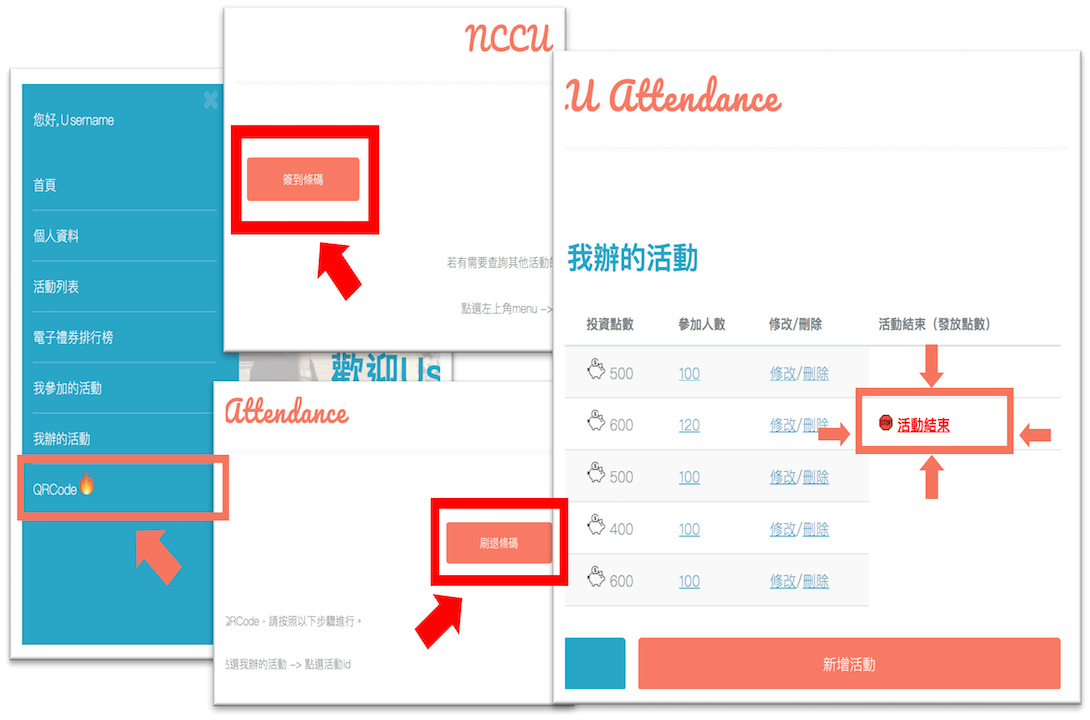 您好, Username
首頁
個人資料
活動列表
電子禮券排行榜
我參加的活動
我辦的活動
QRCode
NCCU
簽到條碼
若有需要查詢其他活動的
點選左上角menu ->
歡迎Us
Attendance
刷退條碼
QRCode，請按照以下步驟進行。
點選我辦的活動 -> 點選活動id
CU Attendance
我辦的活動
投資點數 參加人數 修改/刪除 活動結束（發放點數）
500 100 修改/刪除
600 120 修改/刪除 STOP 活動結束
500 100 修改/刪除
400 100 修改/刪除
600 100 修改/刪除
新增活動